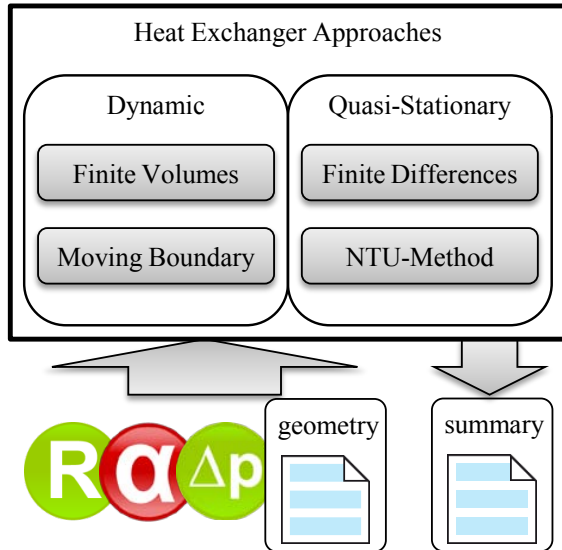 Heat Exchanger Approaches
Dynamic
Quasi-Stationary
Finite Volumes
Finite Differences
Moving Boundary
NTU-Method
R α Δp
geometry
summary